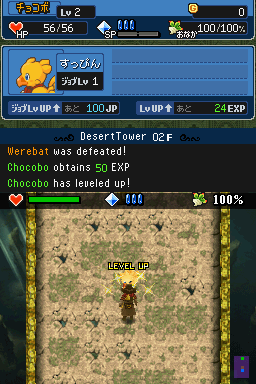 チョコボ Lv 2 G 0
HP 56/56 SP おなか 100/100%
すっぴん
ジョブLv 1
ジョブLvUP↑ あと 100JP LvUP↑ あと 24EXP
DesertTower 02F
Werebat was defeated!
Chocobo obtains 50 EXP
Chocobo has leveled up!
100%
LEVEL UP